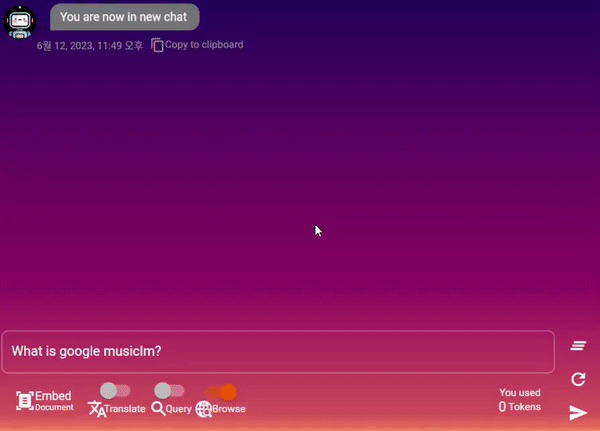 You are now in new chat
6월 12, 2023, 11:49 오후 Copy to clipboard
What is google musiclm?
Embed
Document
Translate
Query
Browse
You used
0 Tokens